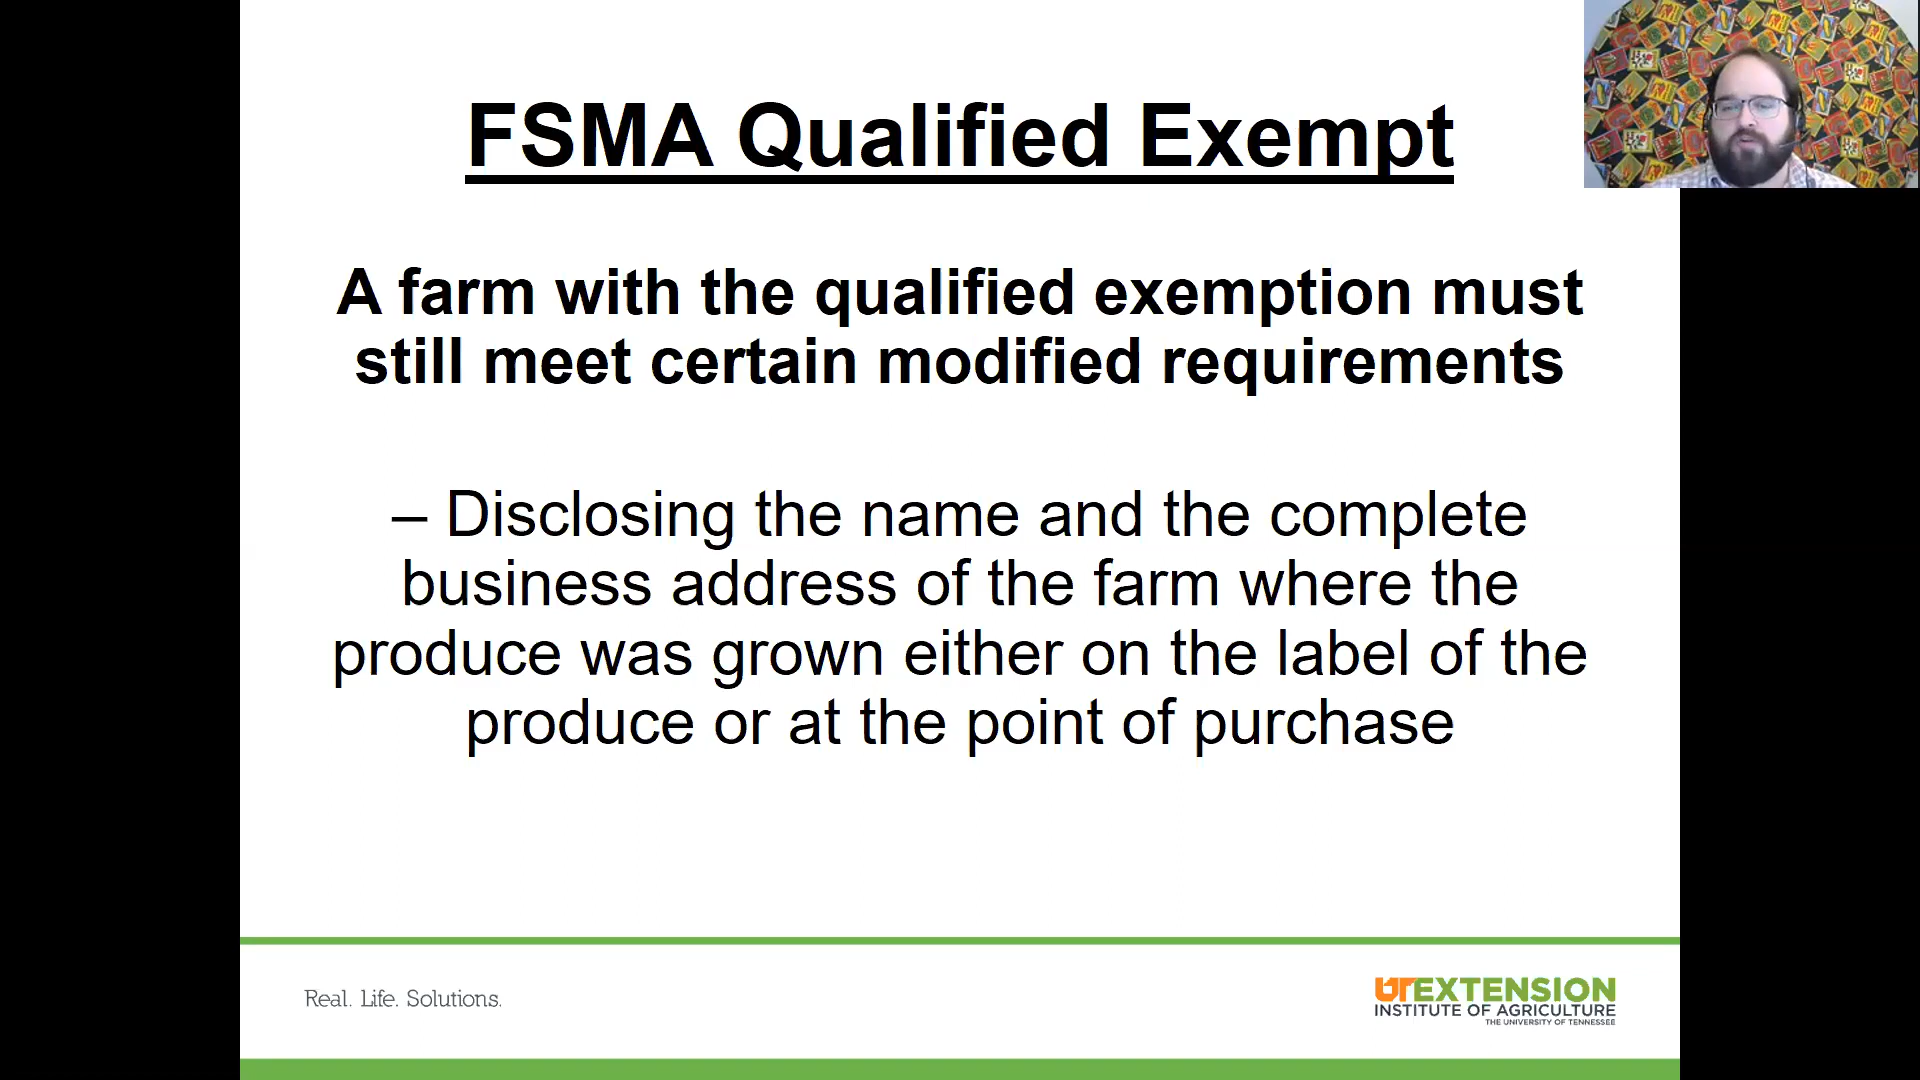 FSMA Qualified Exempt
A farm with the qualified exemption must
still meet certain modified requirements
– Disclosing the name and the complete
business address of the farm where the
produce was grown either on the label of the
produce or at the point of purchase
Real. Life. Solutions.
UTEXTENSION
INSTITUTE OF AGRICULTURE
THE UNIVERSITY OF TENNESSEE